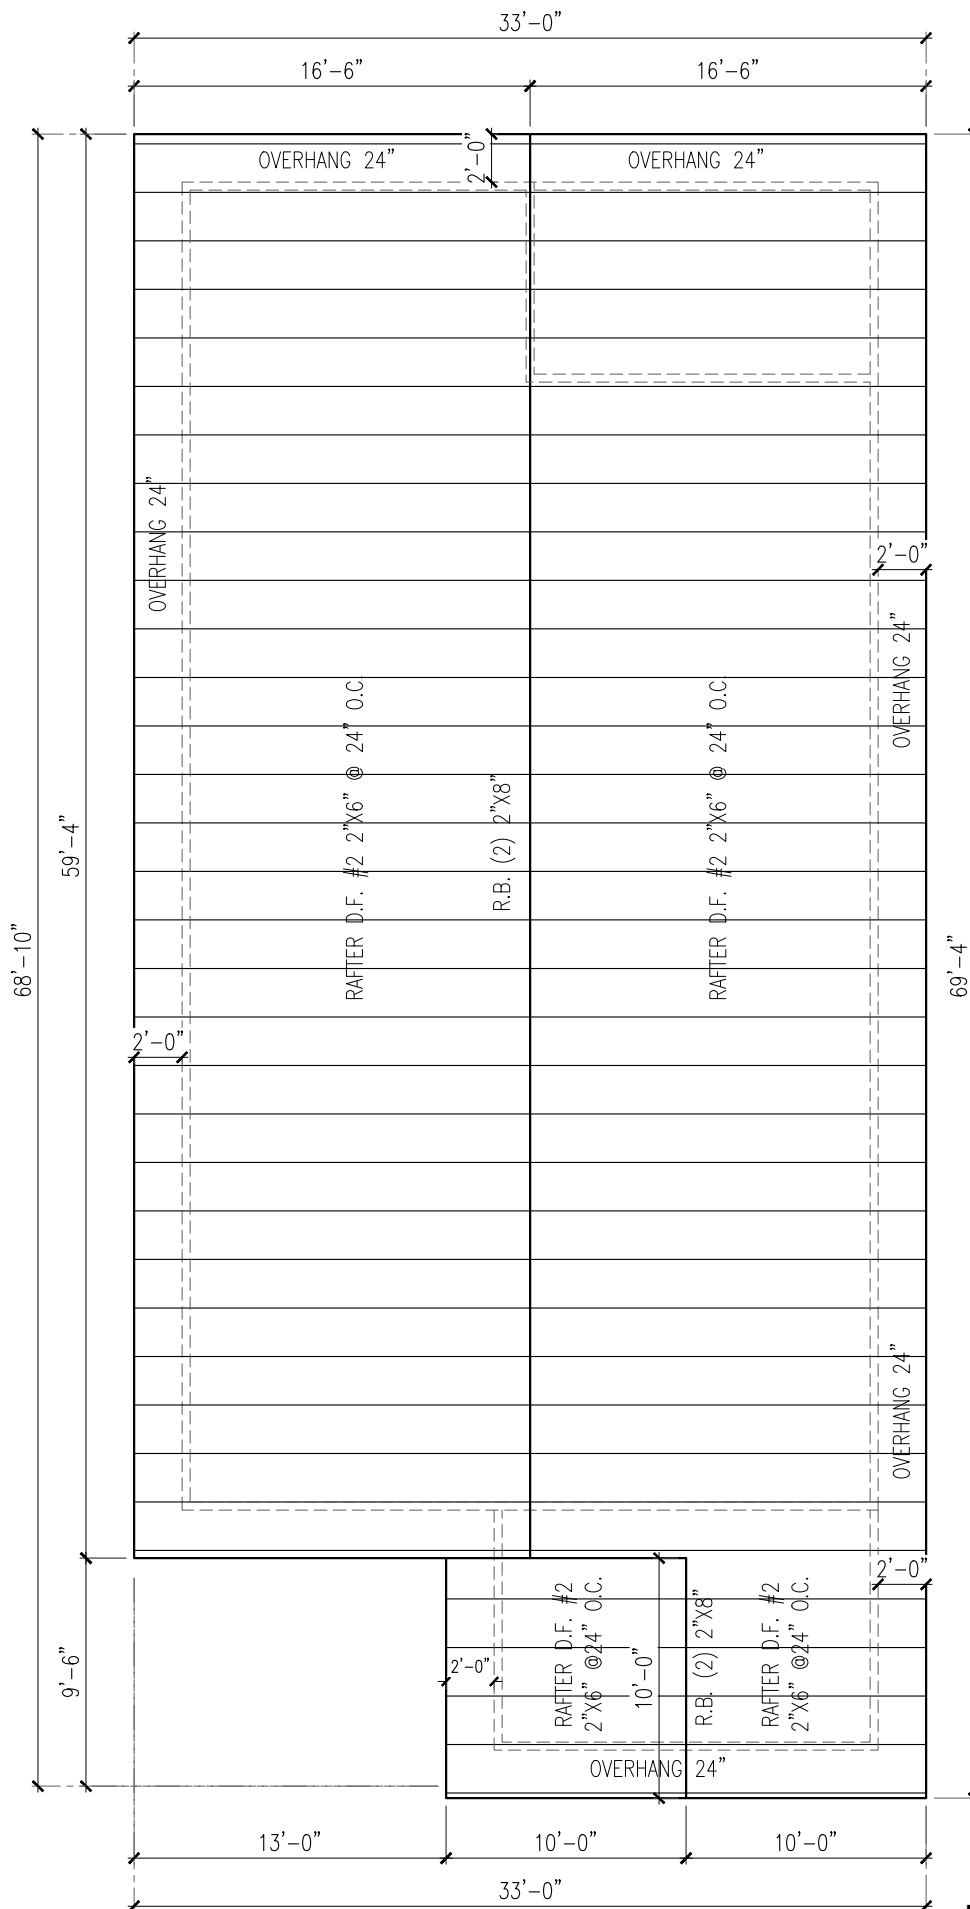 33'-0"
16'-6"
16'-6"
OVERHANG 24"
2'-0"
OVERHANG 24"
OVERHANG 24"
2'-0"
OVERHANG 24"
RAFTER D.F. #2 2"X6" @ 24" O.C.
R.B. (2) 2"X8"
RAFTER D.F. #2 2"X6" @ 24" O.C.
59'-4"
68'-10"
69'-4"
2'-0"
OVERHANG 24"
2'-0"
9'-6"
2'-0"
RAFTER D.F. #2
2"X6" @24" O.C.
10'-0"
R.B. (2) 2"X8"
RAFTER D.F. #2
2"X6" @24" O.C.
OVERHANG 24"
13'-0"
10'-0"
10'-0"
33'-0"